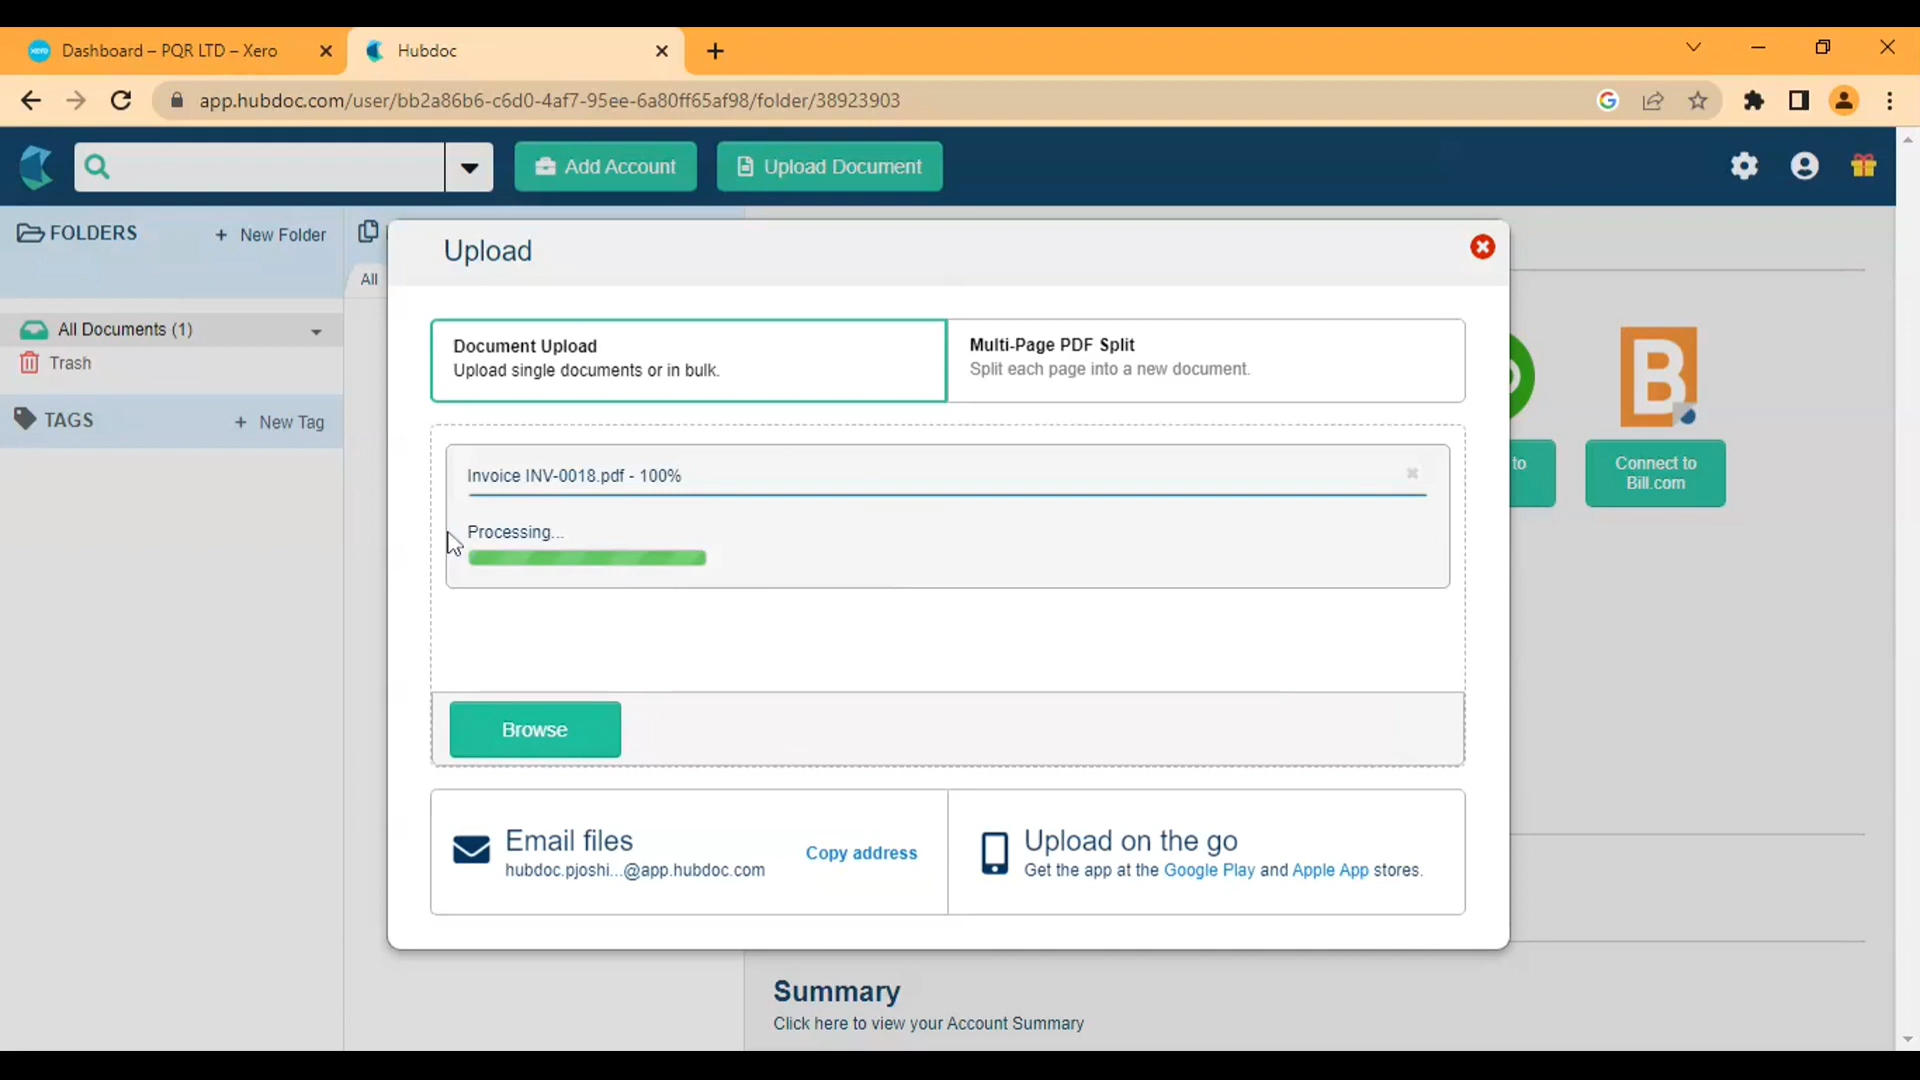 Dashboard – PQR LTD – Xero
Hubdoc
app.hubdoc.com/user/bb2a86b6-c6d0-4af7-95ee-6a80ff65af98/folder/38923903
Add Account
Upload Document
FOLDERS
+ New Folder
All
All Documents (1)
Trash
TAGS
+ New Tag
Upload
Document Upload
Upload single documents or in bulk.
Multi-Page PDF Split
Split each page into a new document.
Invoice INV-0018.pdf - 100%
Processing...
Browse
Email files
hubdoc.pjoshi...@app.hubdoc.com
Copy address
Upload on the go
Get the app at the Google Play and Apple App stores.
to
B
Connect to
Bill.com
Summary
Click here to view your Account Summary